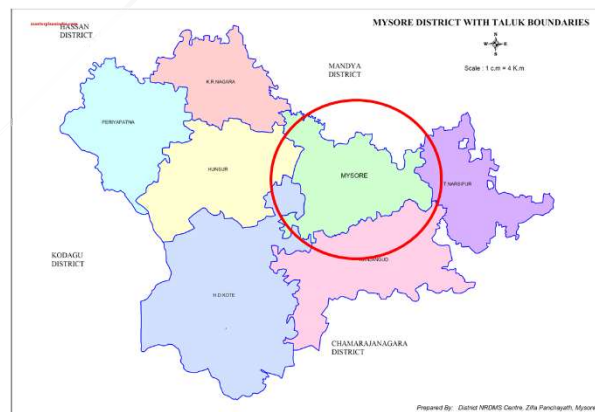 MYSORE DISTRICT WITH TALUK BOUNDARIES
HASSAN
DISTRICT
N
W
E
S
Scale : 1 c.m = 4 K.m
MANDYA
DISTRICT
K.R.NAGARA
PERIYAPATNA
HUNSUR
MYSORE
T.NARSIPUR
KODAGU
DISTRICT
H.D.KOTE
CHAMARAJANAGARA
DISTRICT
Prepared By: District NRDMS Centre, Zilla Panchayath, Mysore